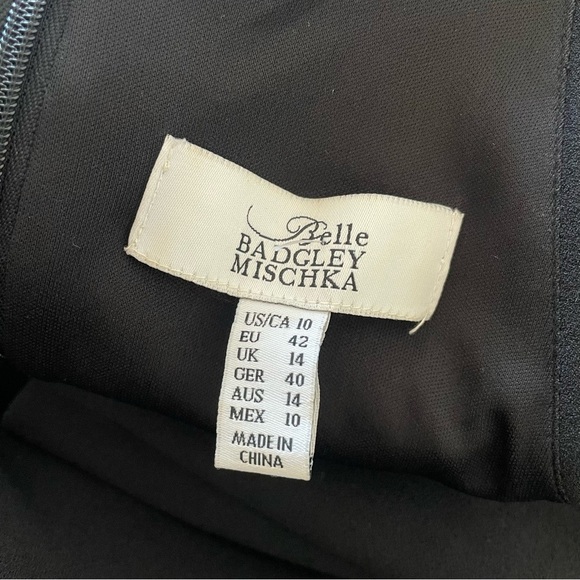 Belle
BADGLEY
MISCHKA
US/CA 10
EU 42
UK 14
GER 40
AUS 14
MEX 10
MADE IN
CHINA